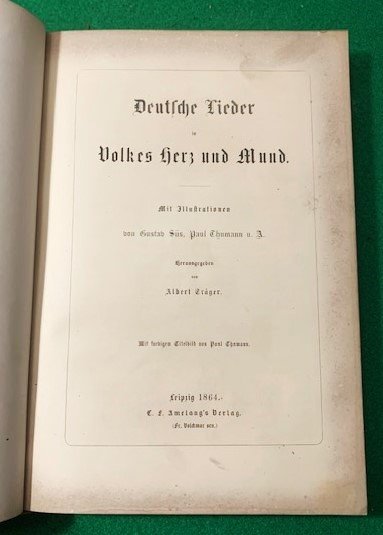 Deutsche Lieder
in
Volkes Herz und Mund.
Mit Illustrationen
von Gustav Süs, Paul Thumann u. A.
Herausgegeben
von
Albert Träger.
Mit farbigem Titelbild von Paul Thumann.
Leipzig 1864.
C. F. Amelang's Verlag.
(Fr. Volckmar sen.)